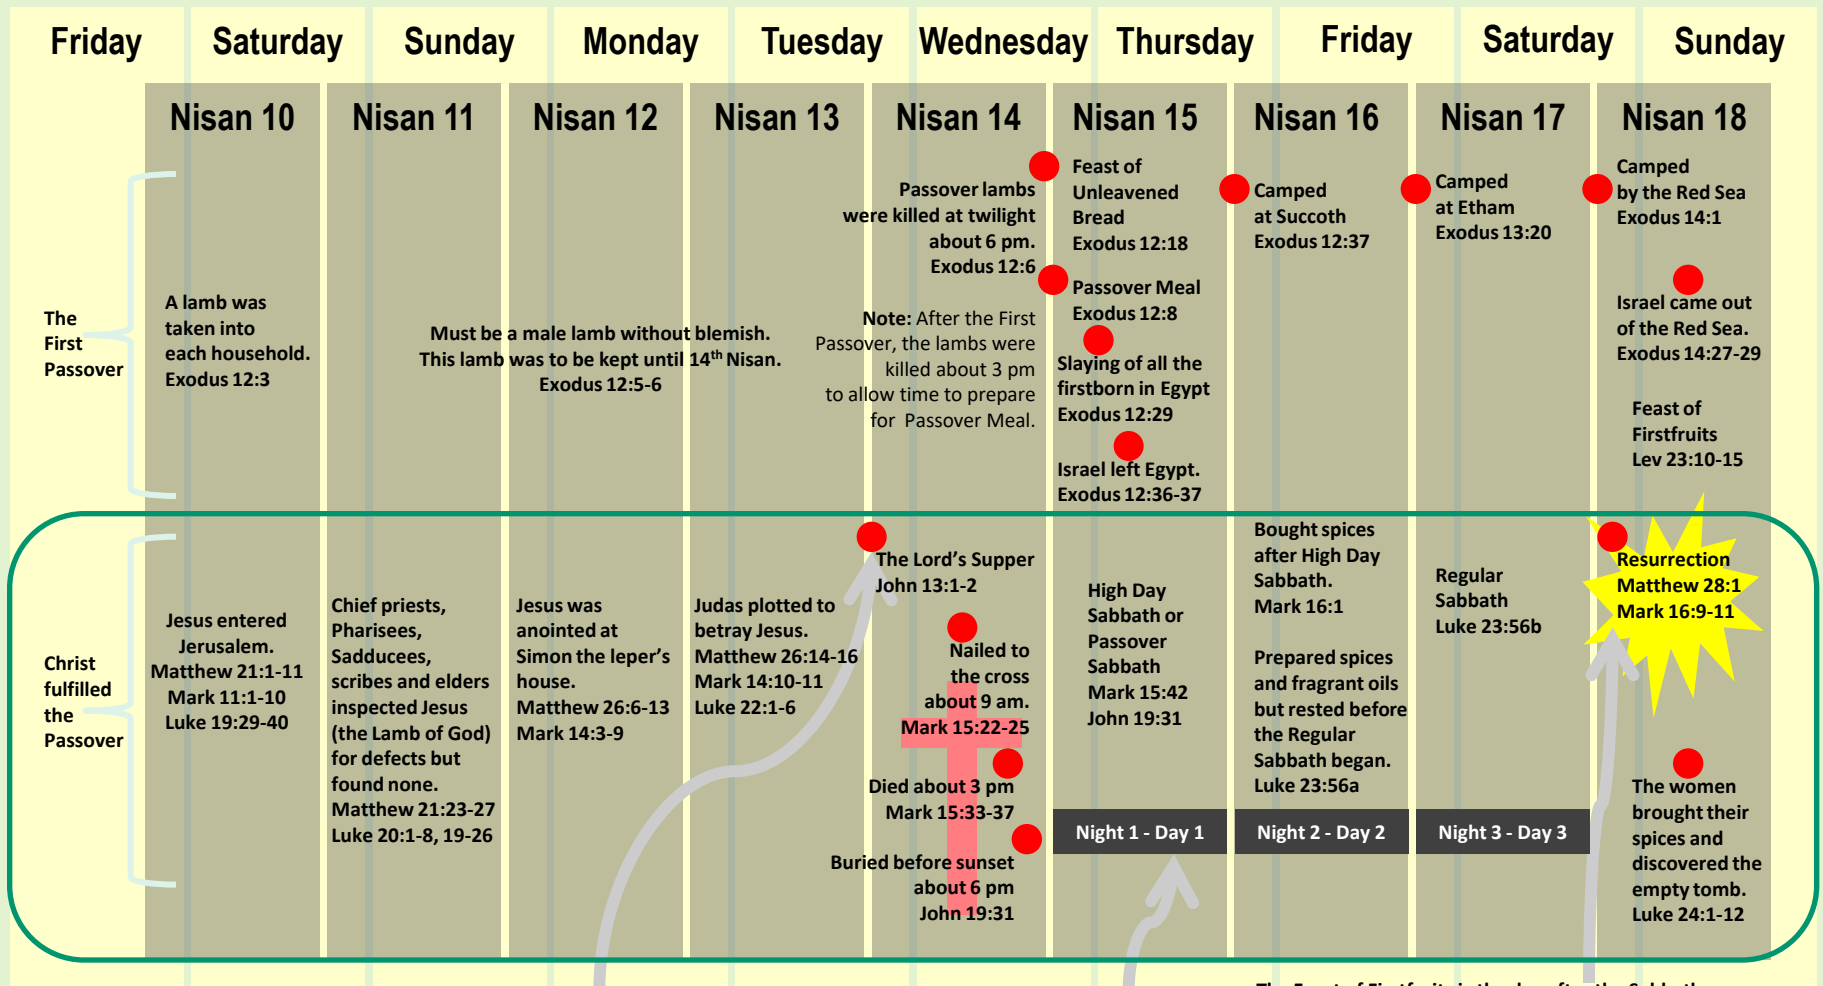 Friday Saturday Sunday Monday Tuesday Wednesday Thursday Friday Saturday Sunday
Nisan 10 Nisan 11 Nisan 12 Nisan 13 Nisan 14 Nisan 15 Nisan 16 Nisan 17 Nisan 18
The
First
Passover
A lamb was
taken into
each household.
Exodus 12:3
Must be a male lamb without blemish.
This lamb was to be kept until 14th Nisan.
Exodus 12:5-6
Passover lambs
were killed at twilight
about 6 pm.
Exodus 12:6
Note: After the First
Passover, the lambs were
killed about 3 pm
to allow time to prepare
for Passover Meal.
Feast of
Unleavened
Bread
Exodus 12:18
Passover Meal
Exodus 12:8
Slaying of all the
firstborn in Egypt
Exodus 12:29
Israel left Egypt.
Exodus 12:36-37
Camped
at Succoth
Exodus 12:37
Camped
at Etham
Exodus 13:20
Camped
by the Red Sea
Exodus 14:1
Israel came out
of the Red Sea.
Exodus 14:27-29
Feast of
Firstfruits
Lev 23:10-15
Christ
fulfilled
the
Passover
Jesus entered
Jerusalem.
Matthew 21:1-11
Mark 11:1-10
Luke 19:29-40
Chief priests,
Pharisees,
Sadducees,
scribes and elders
inspected Jesus
(the Lamb of God)
for defects but
found none.
Matthew 21:23-27
Luke 20:1-8, 19-26
Jesus was
anointed at
Simon the leper's
house.
Matthew 26:6-13
Mark 14:3-9
Judas plotted to
betray Jesus.
Matthew 26:14-16
Mark 14:10-11
Luke 22:1-6
The Lord's Supper
John 13:1-2
Nailed to
the cross
about 9 am.
Mark 15:22-25
Died about 3 pm
Mark 15:33-37
Buried before sunset
about 6 pm
John 19:31
High Day
Sabbath or
Passover
Sabbath
Mark 15:42
John 19:31
Night 1 - Day 1
Bought spices
after High Day
Sabbath.
Mark 16:1
Prepared spices
and fragrant oils
but rested before
the Regular
Sabbath began.
Luke 23:56a
Night 2 - Day 2
Regular
Sabbath
Luke 23:56b
Night 3 - Day 3
Resurrection
Matthew 28:1
Mark 16:9-11
The women
brought their
spices and
discovered the
empty tomb.
Luke 24:1-12
The Feast of Firstfruits is the day after the Sabbath